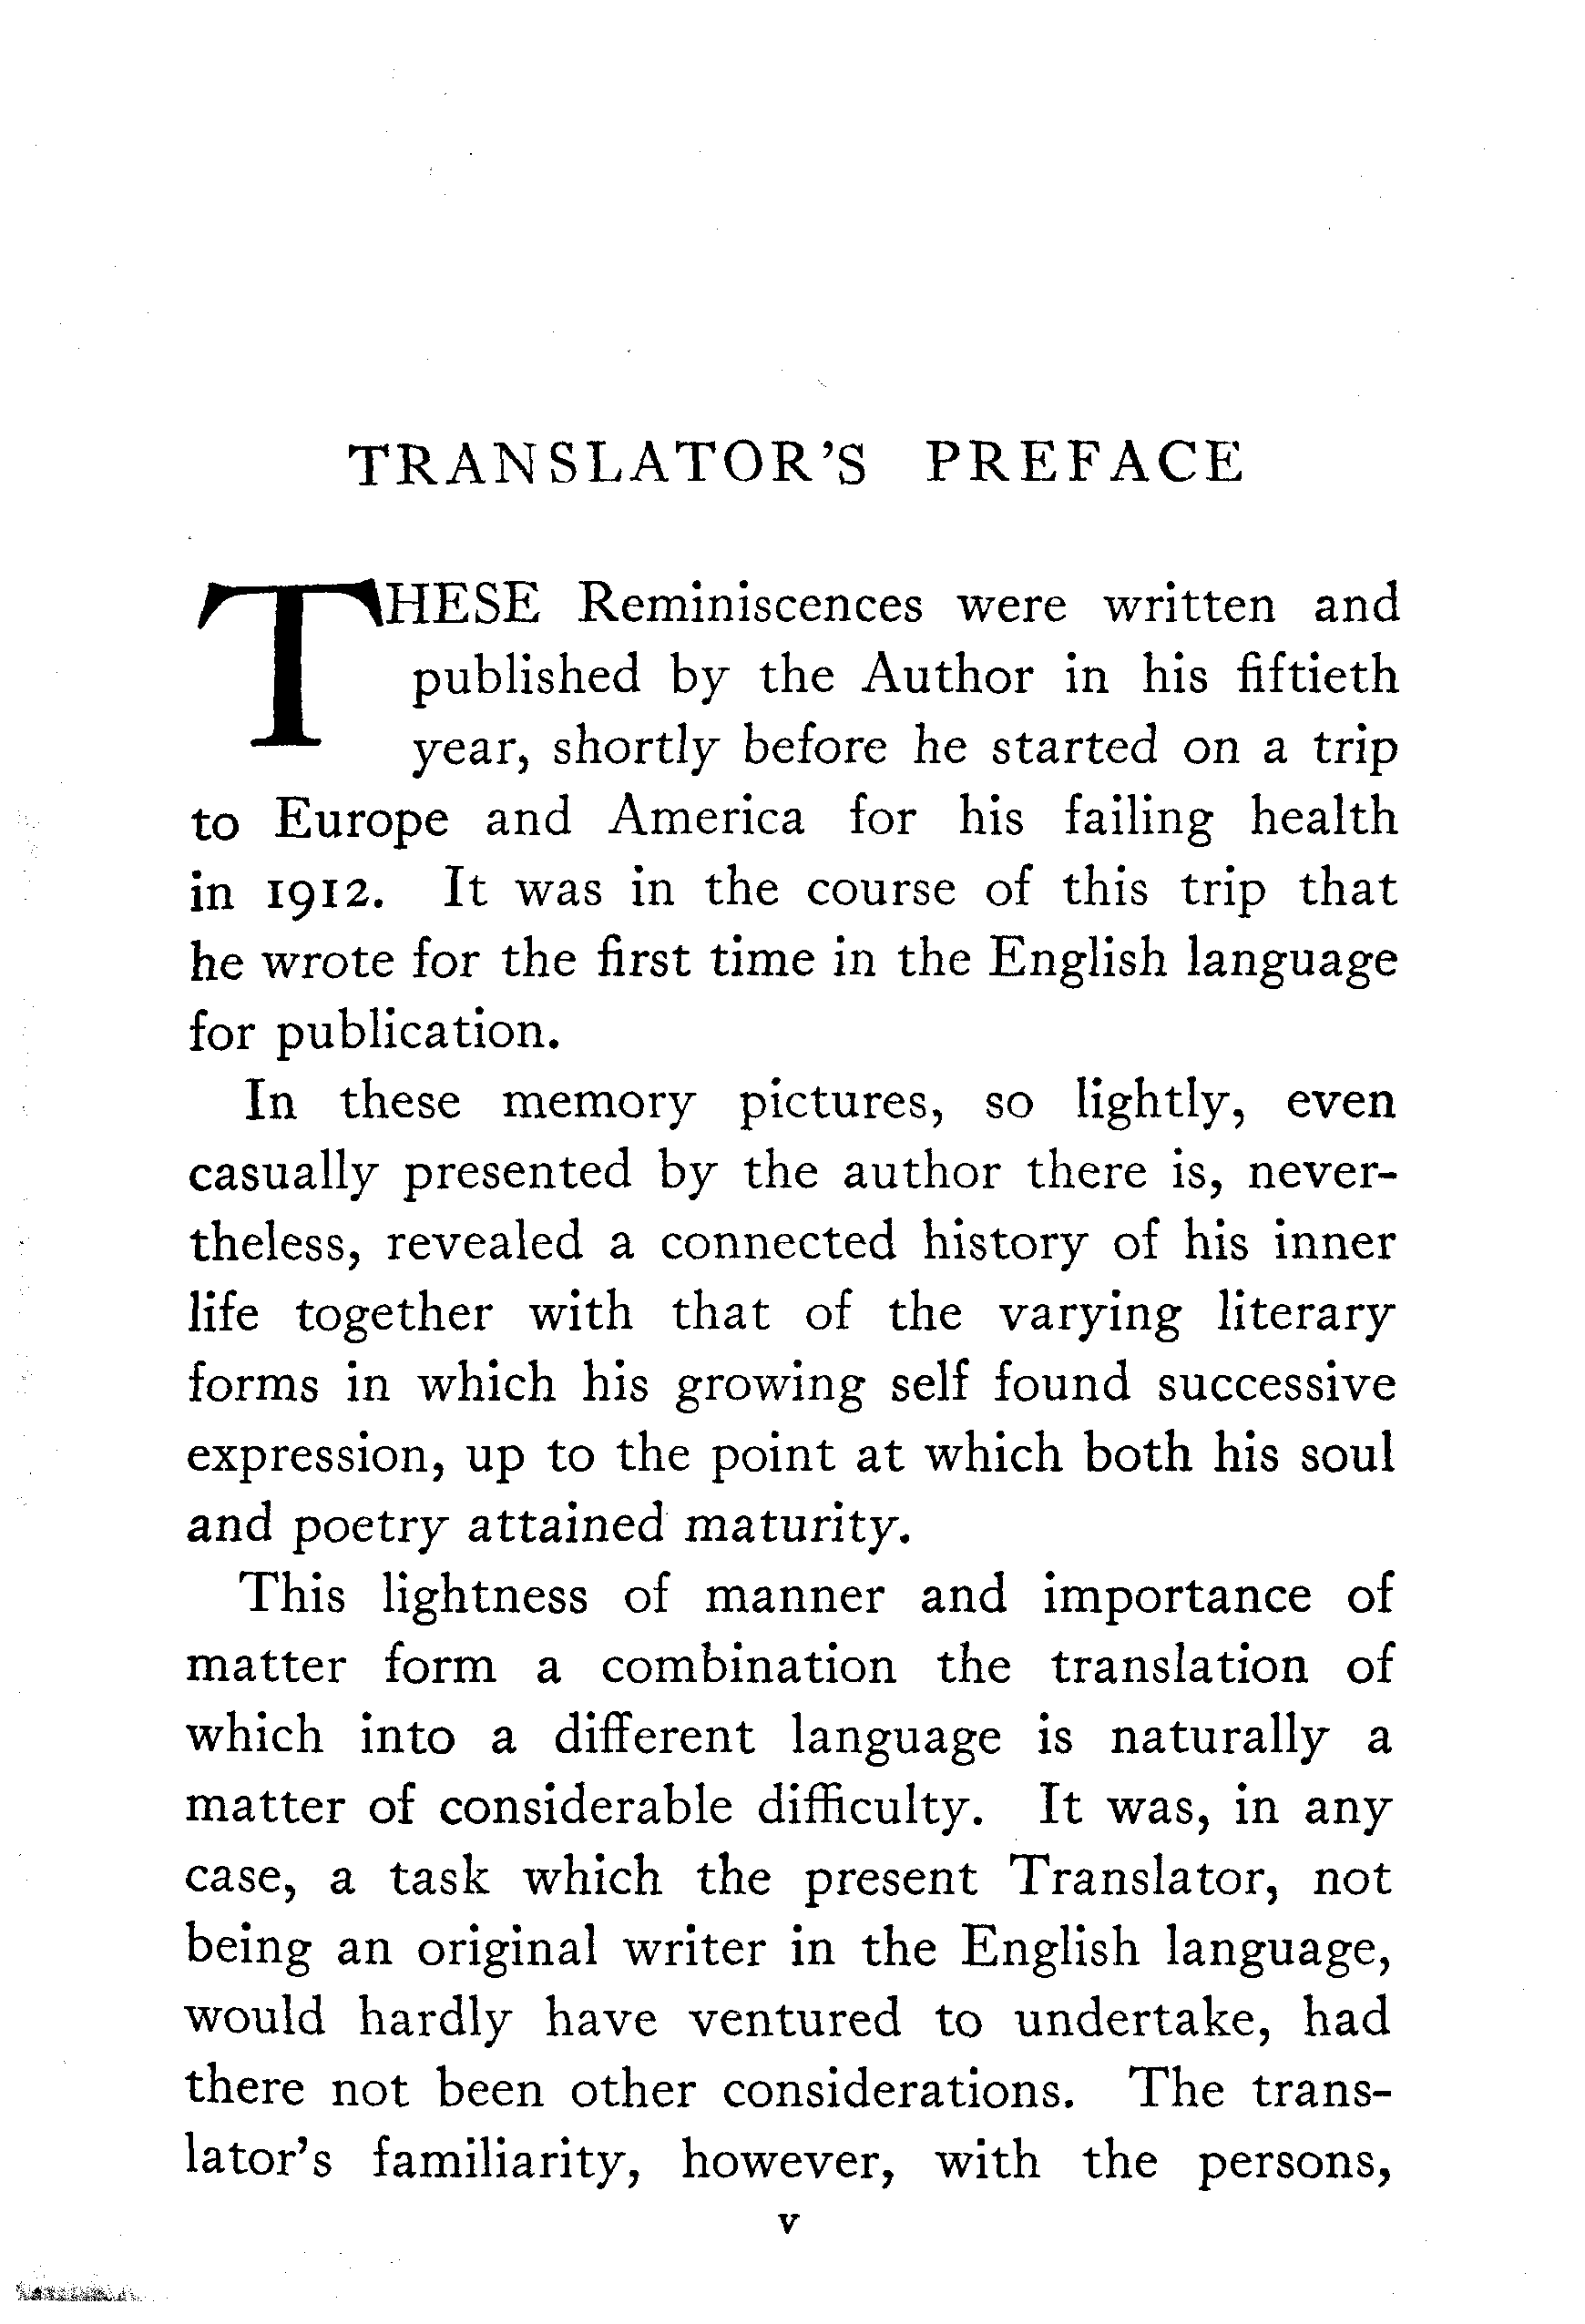 TRANSLATOR'S PREFACE
THESE Reminiscences were written and
published by the Author in his fiftieth
year, shortly before he started on a trip
to Europe and America for his failing health
in 1912. It was in the course of this trip that
he wrote for the first time in the English language
for publication.
In these memory pictures, so lightly, even
casually presented by the author there is, never-
theless, revealed a connected history of his inner
life together with that of the varying literary
forms in which his growing self found successive
expression, up to the point at which both his soul
and poetry attained maturity.
This lightness of manner and importance of
matter form a combination the translation of
which into a different language is naturally a
matter of considerable difficulty. It was, in any
case, a task which the present Translator, not
being an original writer in the English language,
would hardly have ventured to undertake, had
there not been other considerations. The trans-
lator's familiarity, however, with the persons,
v